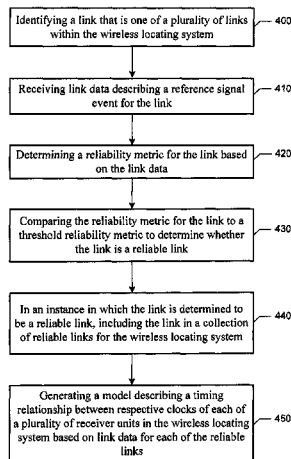 Identifying a link that is one of a plurality of links
within the wireless locating system
400
Receiving link data describing a reference signal
event for the link
410
Determining a reliability metric for the link based
on the link data
420
Comparing the reliability metric for the link to a
threshold reliability metric to determine whether
the link is a reliable link
430
In an instance in which the link is determined to
be a reliable link, including the link in a collection
of reliable links for the wireless locating system
440
Generating a model describing a timing
relationship between respective clocks of each of
a plurality of receiver units in the wireless locating
system based on link data for each of the reliable
links
450